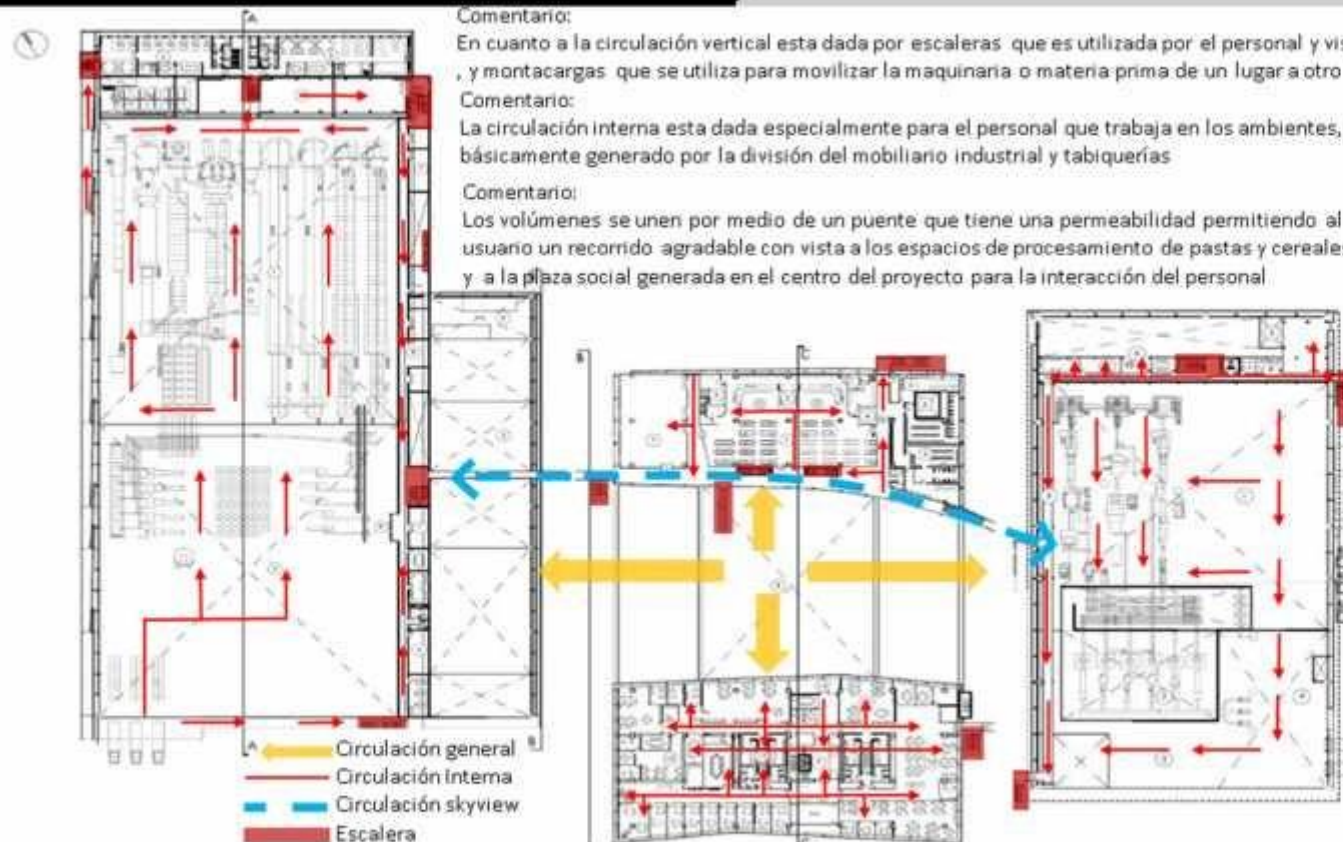 Comentario:
En cuanto a la circulación vertical esta dada por escaleras que es utilizada por el personal y
, y montacargas que se utiliza para movilizar la maquinaria o materia prima de un lugar a otro
Comentario:
La circulación interna esta dada especialmente para el personal que trabaja en los ambientes,
básicamente generado por la división del mobiliario industrial y tabiquerías
Comentario:
Los volúmenes se unen por medio de un puente que tiene una permeabilidad permitiendo al
usuario un recorrido agradable con vista a los espacios de procesamiento de pastas y cereale
y a la plaza social generada en el centro del proyecto para la interacción del personal
A
B
C
A
B
Circulación general
Circulación interna
Circulación skyview
Escalera